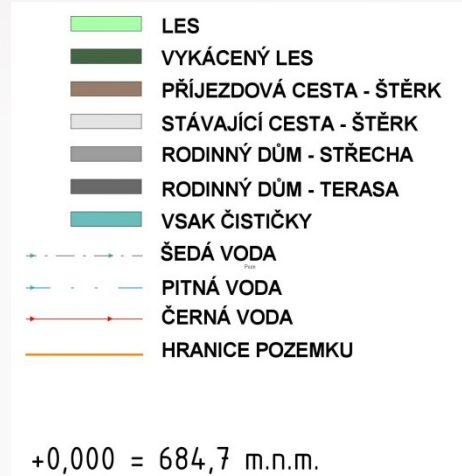 LES
VYKÁCENÝ LES
PŘÍJEZDOVÁ CESTA - ŠTĚRK
STÁVAJÍCÍ CESTA - ŠTĚRK
RODINNÝ DŮM - STŘECHA
RODINNÝ DŮM - TERASA
VSAK ČISTIČKY
ŠEDÁ VODA
PITNÁ VODA
ČERNÁ VODA
HRANICE POZEMKU
+0,000 = 684,7 m.n.m.